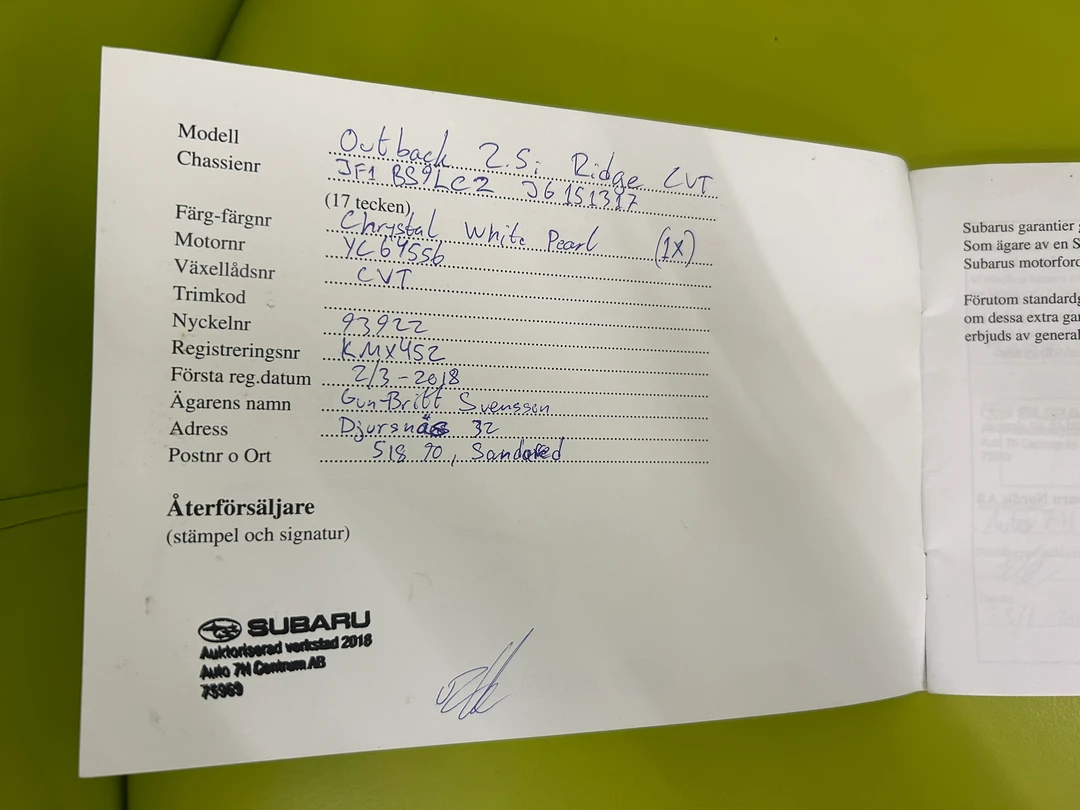 Modell Outback 2.5i Ridge CVT
Chassienr JF1 BS9LC2 JG151317
(17 tecken)
Färg-färgnr Chrystal White Pearl (1X)
Motornr YC64556
Växellådsnr CVT
Trimkod
Nyckelnr 93922
Registreringsnr KMX452
Första reg.datum 2/3-2018
Ägarens namn Gun-Britt Svensson
Adress Djursnäs 32
Postnr o Ort 518 90, Sandared
Återförsäljare
(stämpel och signatur)
SUBARU
Auktoriserad verkstad 2018
Auto 7H Centrum AB
75969
Subarus garantier
Som ägare av en S
Subarus motorford
Förutom standardg
om dessa extra gar
erbjuds av general